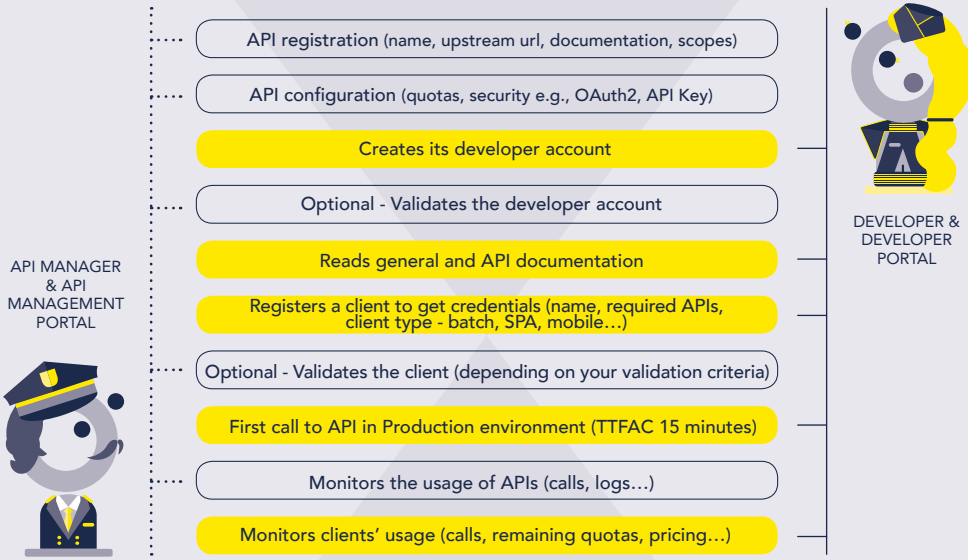 API registration (name, upstream url, documentation, scopes)
API configuration (quotas, security e.g., OAuth2, API Key)
Creates its developer account
Optional - Validates the developer account
Reads general and API documentation
Registers a client to get credentials (name, required APIs,
client type - batch, SPA, mobile…)
Optional - Validates the client (depending on your validation criteria)
First call to API in Production environment (TTFAC 15 minutes)
Monitors the usage of APIs (calls, logs…)
Monitors clients’ usage (calls, remaining quotas, pricing…)
API MANAGER
& API
MANAGEMENT
PORTAL
DEVELOPER &
DEVELOPER
PORTAL